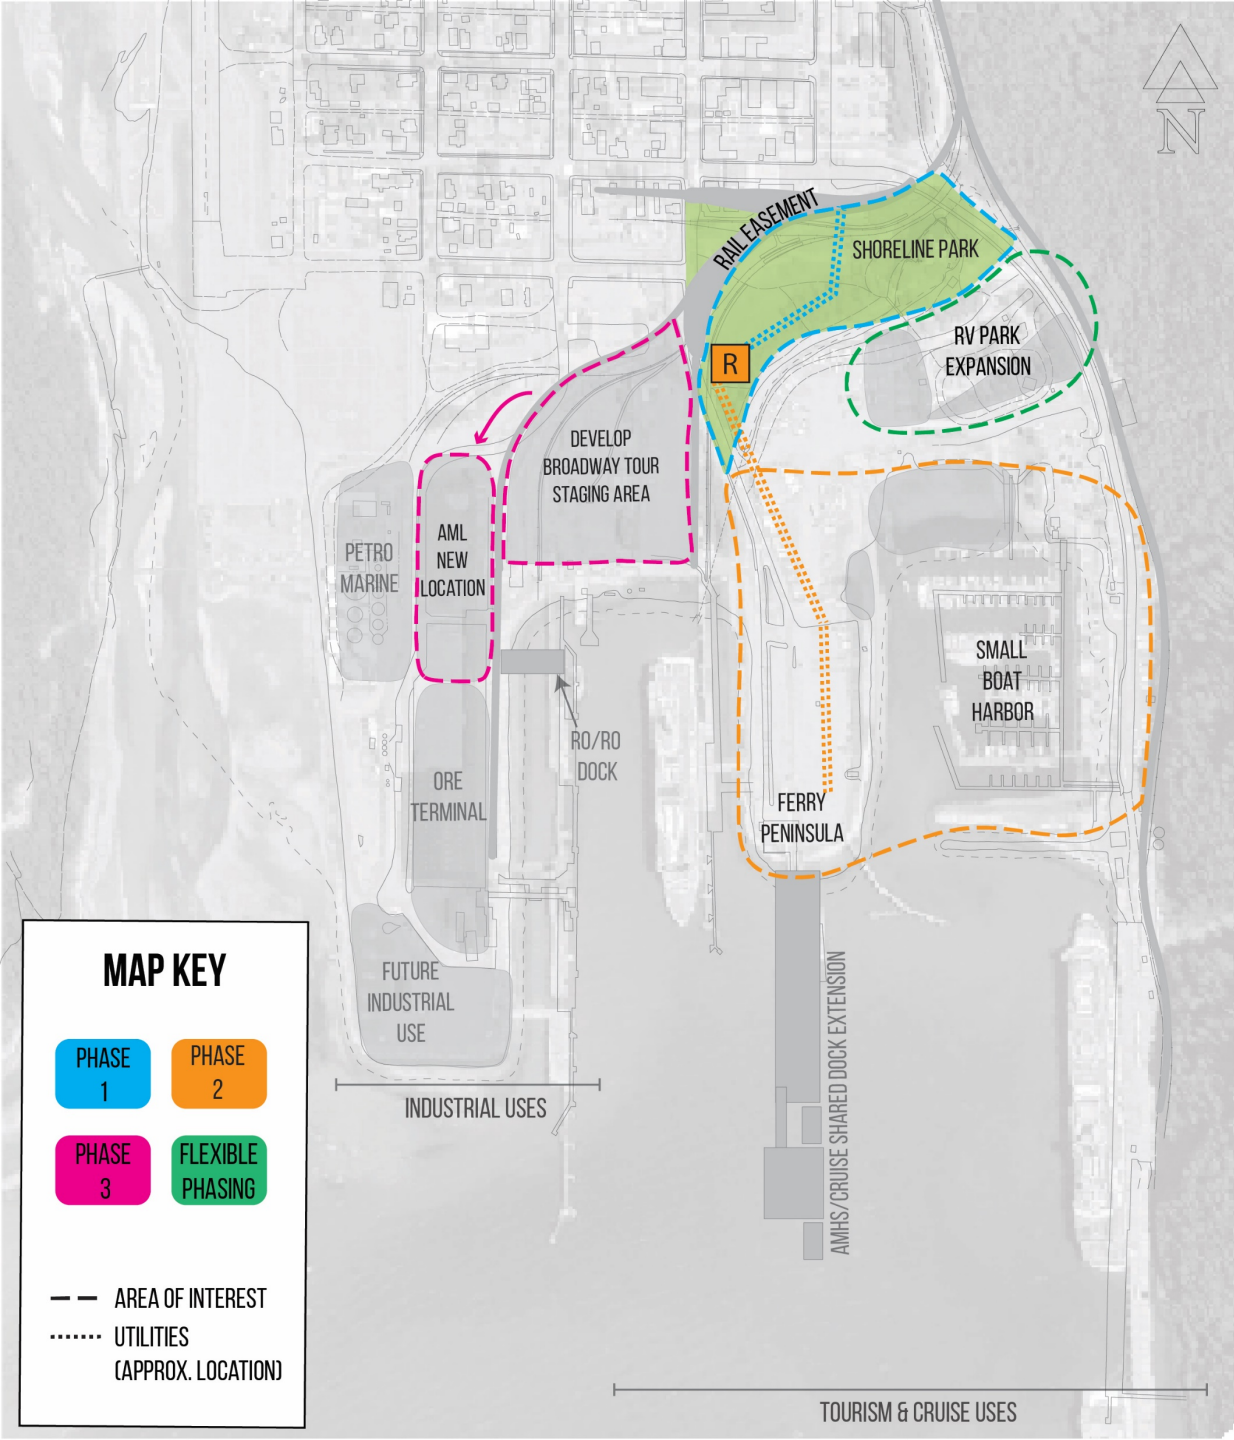 N
RAIL EASEMENT
SHORELINE PARK
RV PARK
EXPANSION
R
DEVELOP
BROADWAY TOUR
STAGING AREA
PETRO
MARINE
AML
NEW
LOCATION
SMALL
BOAT
HARBOR
RO/RO
DOCK
ORE
TERMINAL
FERRY
PENINSULA
FUTURE
INDUSTRIAL
USE
AMHS/CRUISE SHARED DOCK EXTENSION
INDUSTRIAL USES
MAP KEY
PHASE
1
PHASE
2
PHASE
3
FLEXIBLE
PHASING
AREA OF INTEREST
UTILITIES
(APPROX. LOCATION)
TOURISM & CRUISE USES